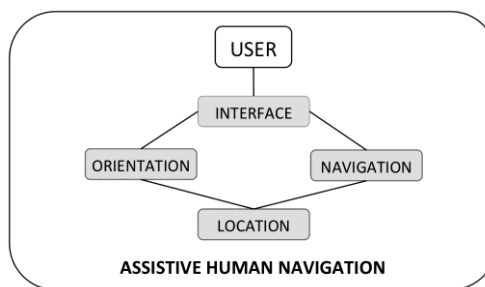 USER
INTERFACE
ORIENTATION
NAVIGATION
LOCATION
ASSISTIVE HUMAN NAVIGATION